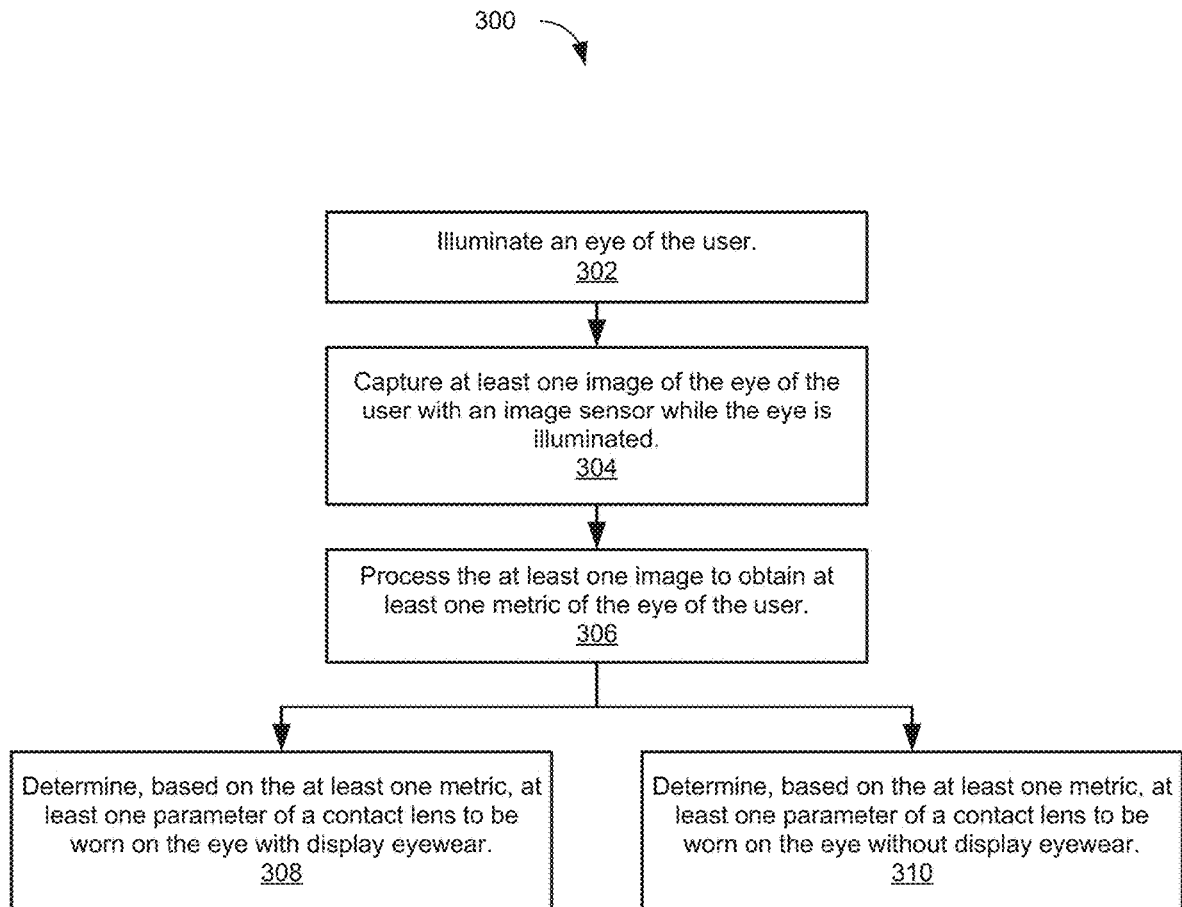 300
Illuminate an eye of the user.
302
Capture at least one image of the eye of the
user with an image sensor while the eye is
illuminated.
304
Process the at least one image to obtain at
least one metric of the eye of the user.
306
Determine, based on the at least one metric, at
least one parameter of a contact lens to be
worn on the eye with display eyewear.
308
Determine, based on the at least one metric, at
least one parameter of a contact lens to be
worn on the eye without display eyewear.
310